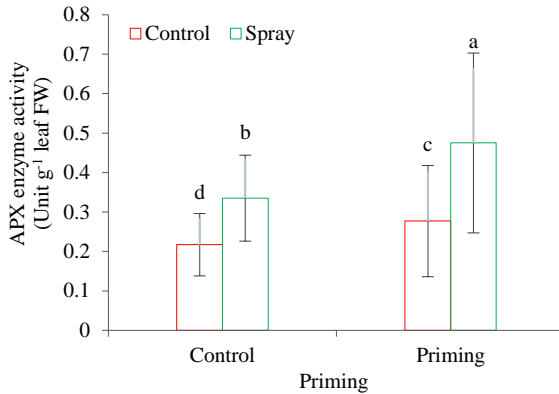 APX enzyme activity
(Unit g⁻¹ leaf FW)
0.8
0.7
0.6
0.5
0.4
0.3
0.2
0.1
0
Control
Spray
d
b
c
a
Control
Priming
Priming